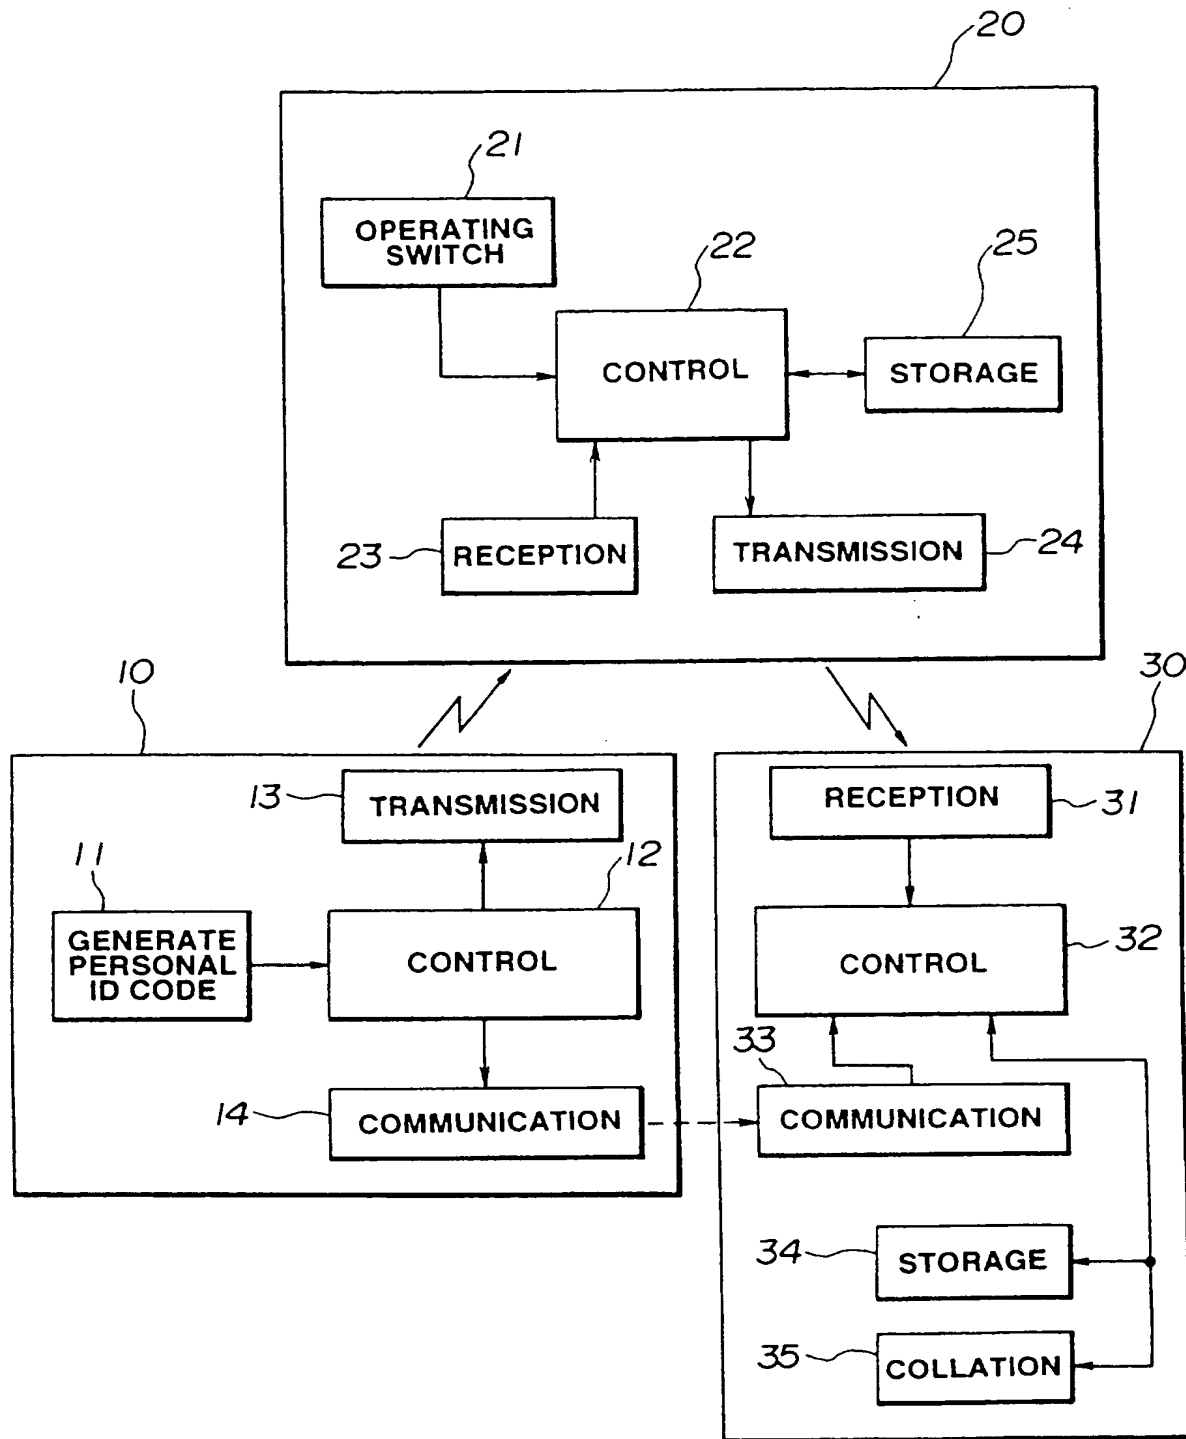 20
21
OPERATING
SWITCH
22
25
CONTROL
STORAGE
23
RECEPTION
TRANSMISSION
24
10
30
13
TRANSMISSION
RECEPTION
31
11
12
GENERATE
PERSONAL
ID CODE
CONTROL
CONTROL
32
33
14
COMMUNICATION
COMMUNICATION
34
STORAGE
35
COLLATION